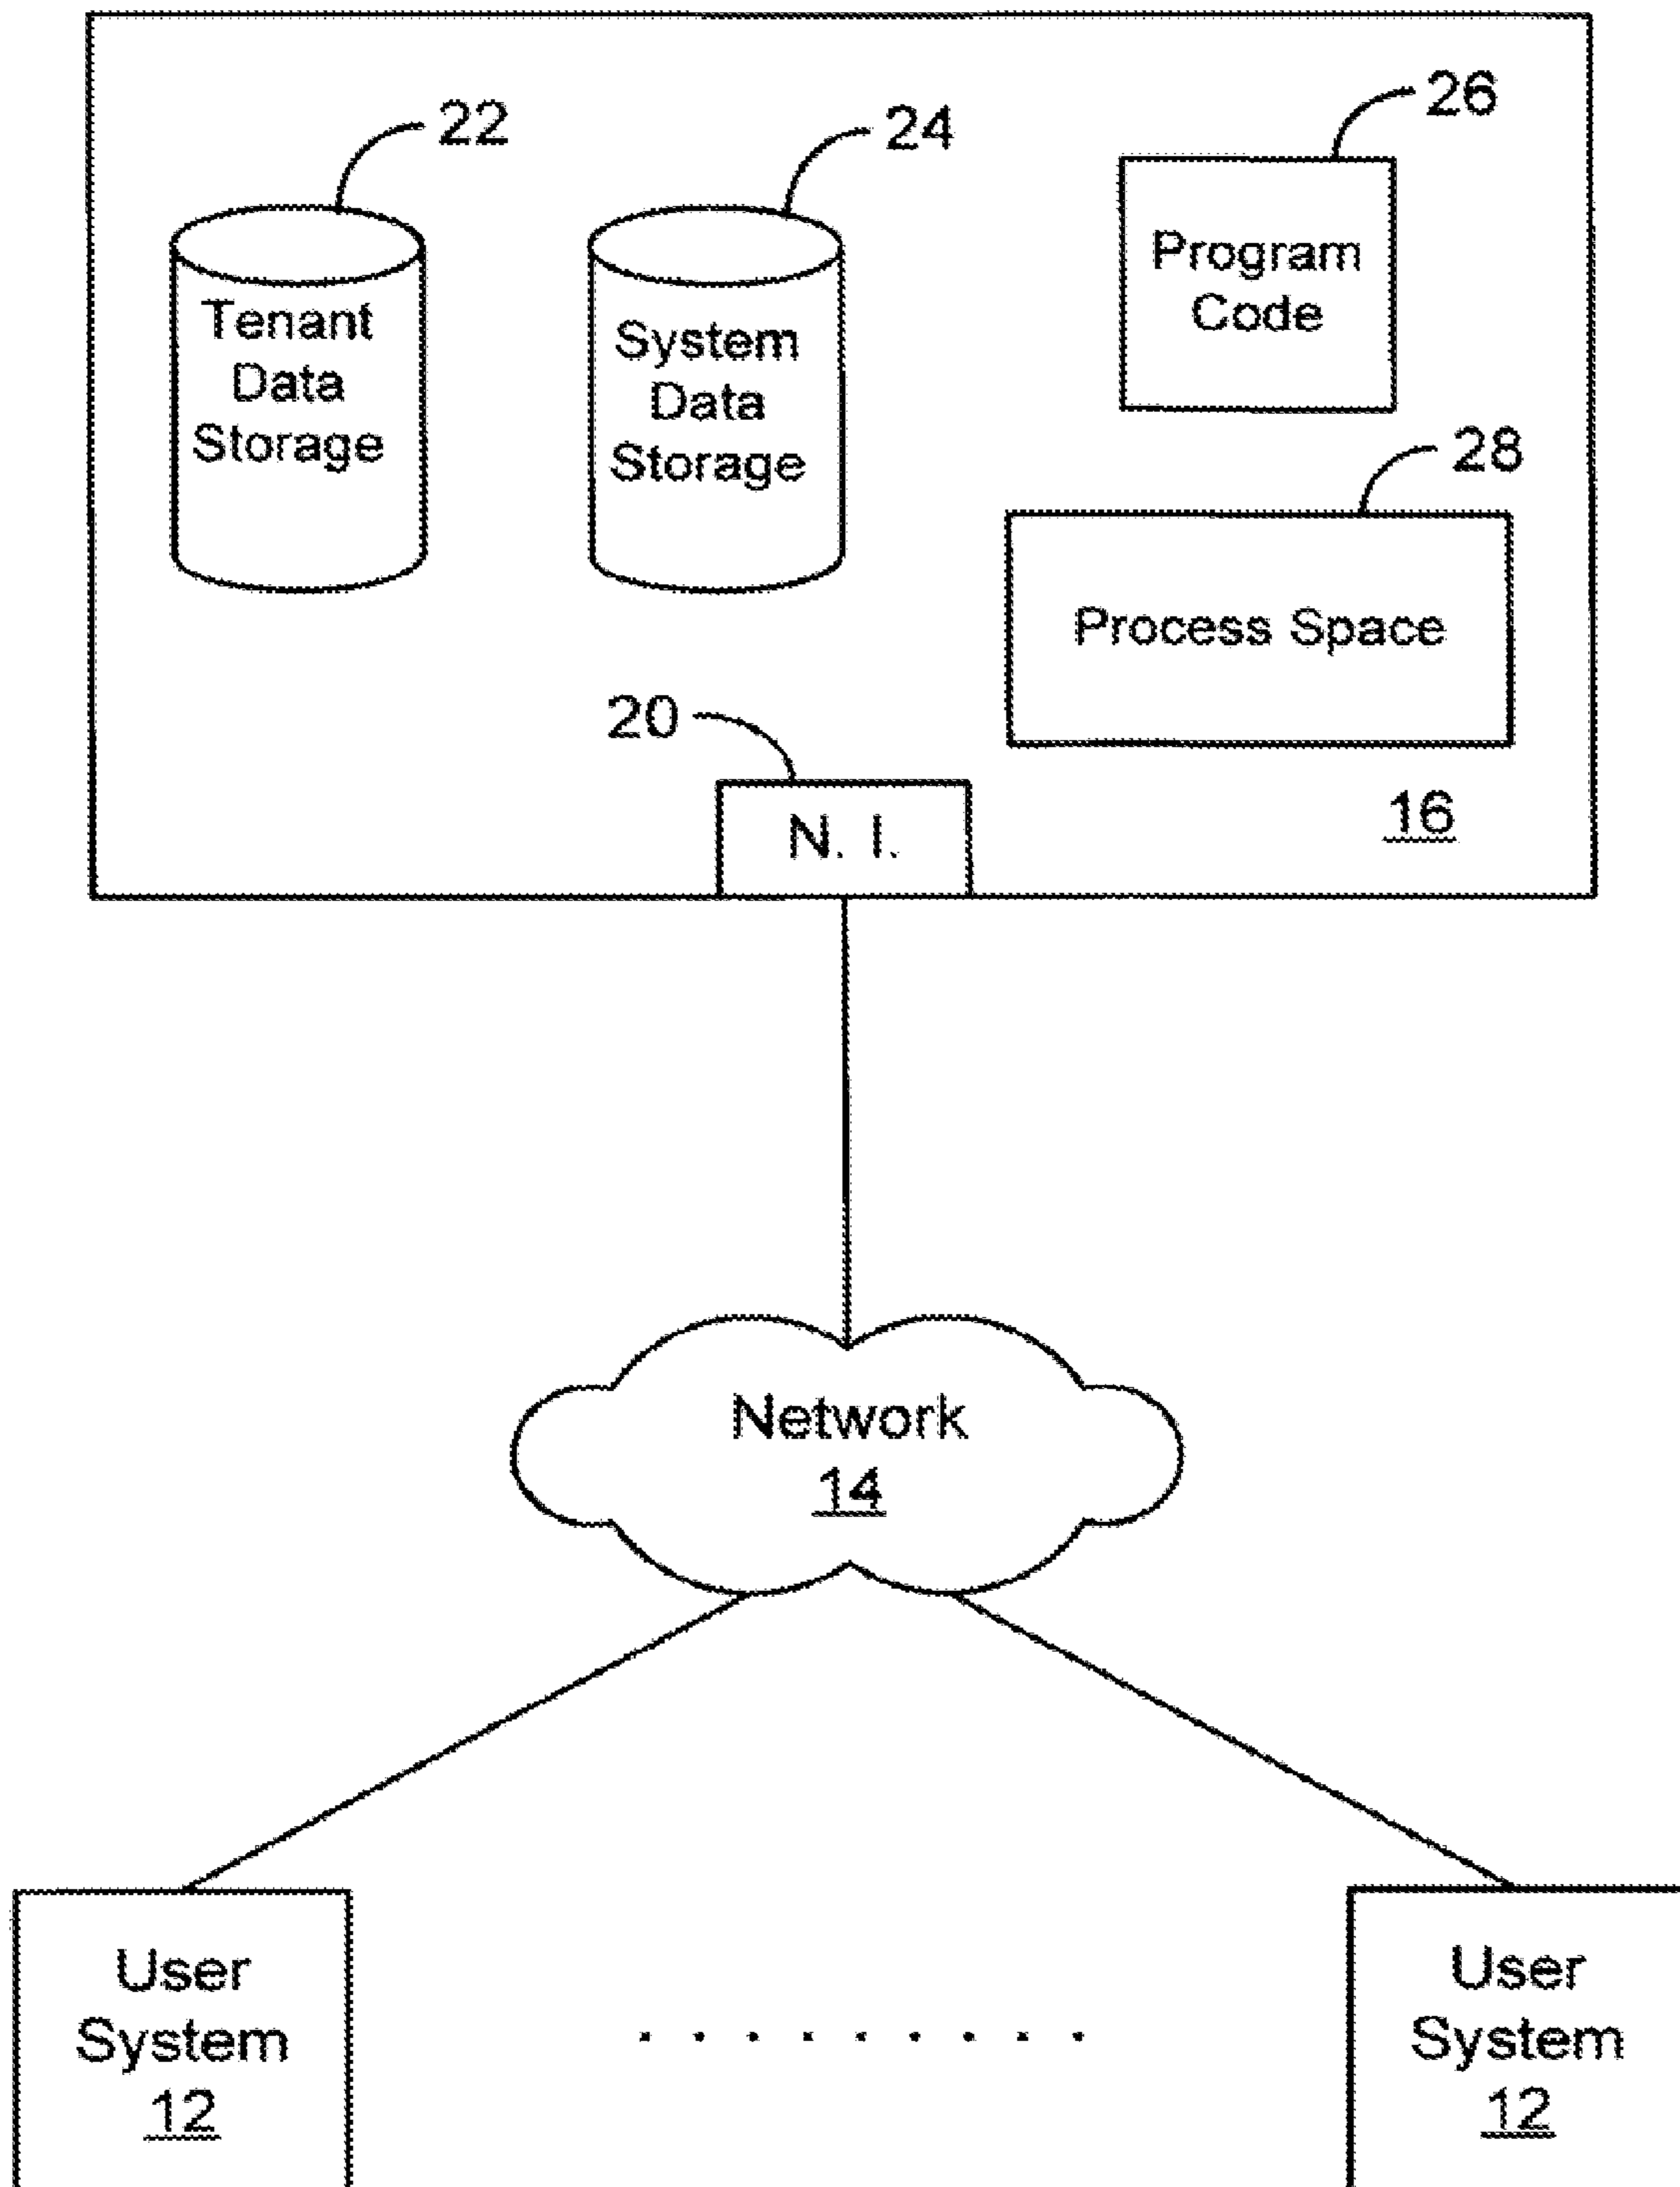 22
24
26
Tenant
Data
Storage
System
Data
Storage
Program
Code
28
Process Space
20
N. I.
16
Network
14
User
System
12
User
System
12